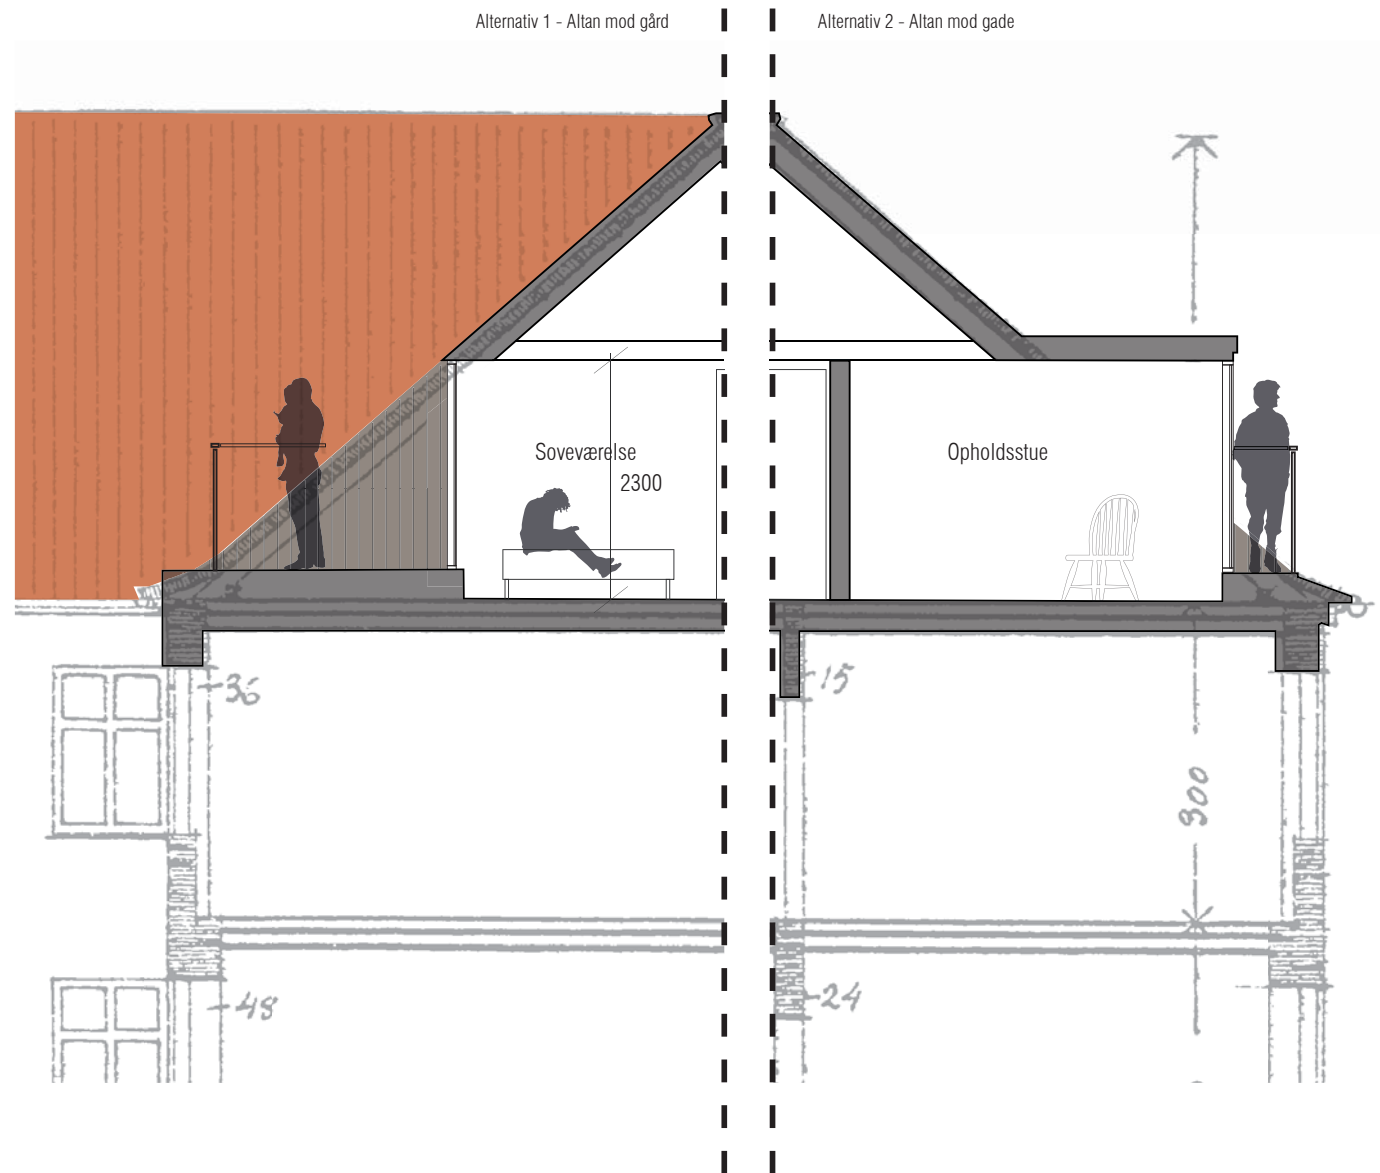 Alternativ 1 - Altan mod gård
Alternativ 2 - Altan mod gade
Soveværelse
2300
Opholdsstue
36
15
300
48
24